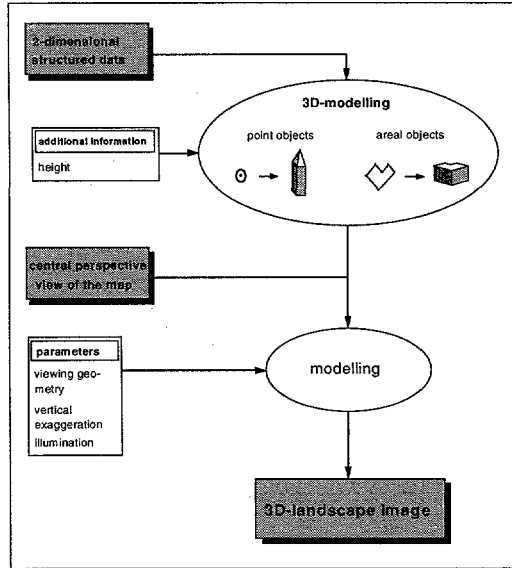 2-dimensional
structured data
3D-modelling
point objects areal objects
additional information
height
central perspective
view of the map
parameters
viewing geo-
metry
vertical
exaggeration
illumination
modelling
3D-landscape image